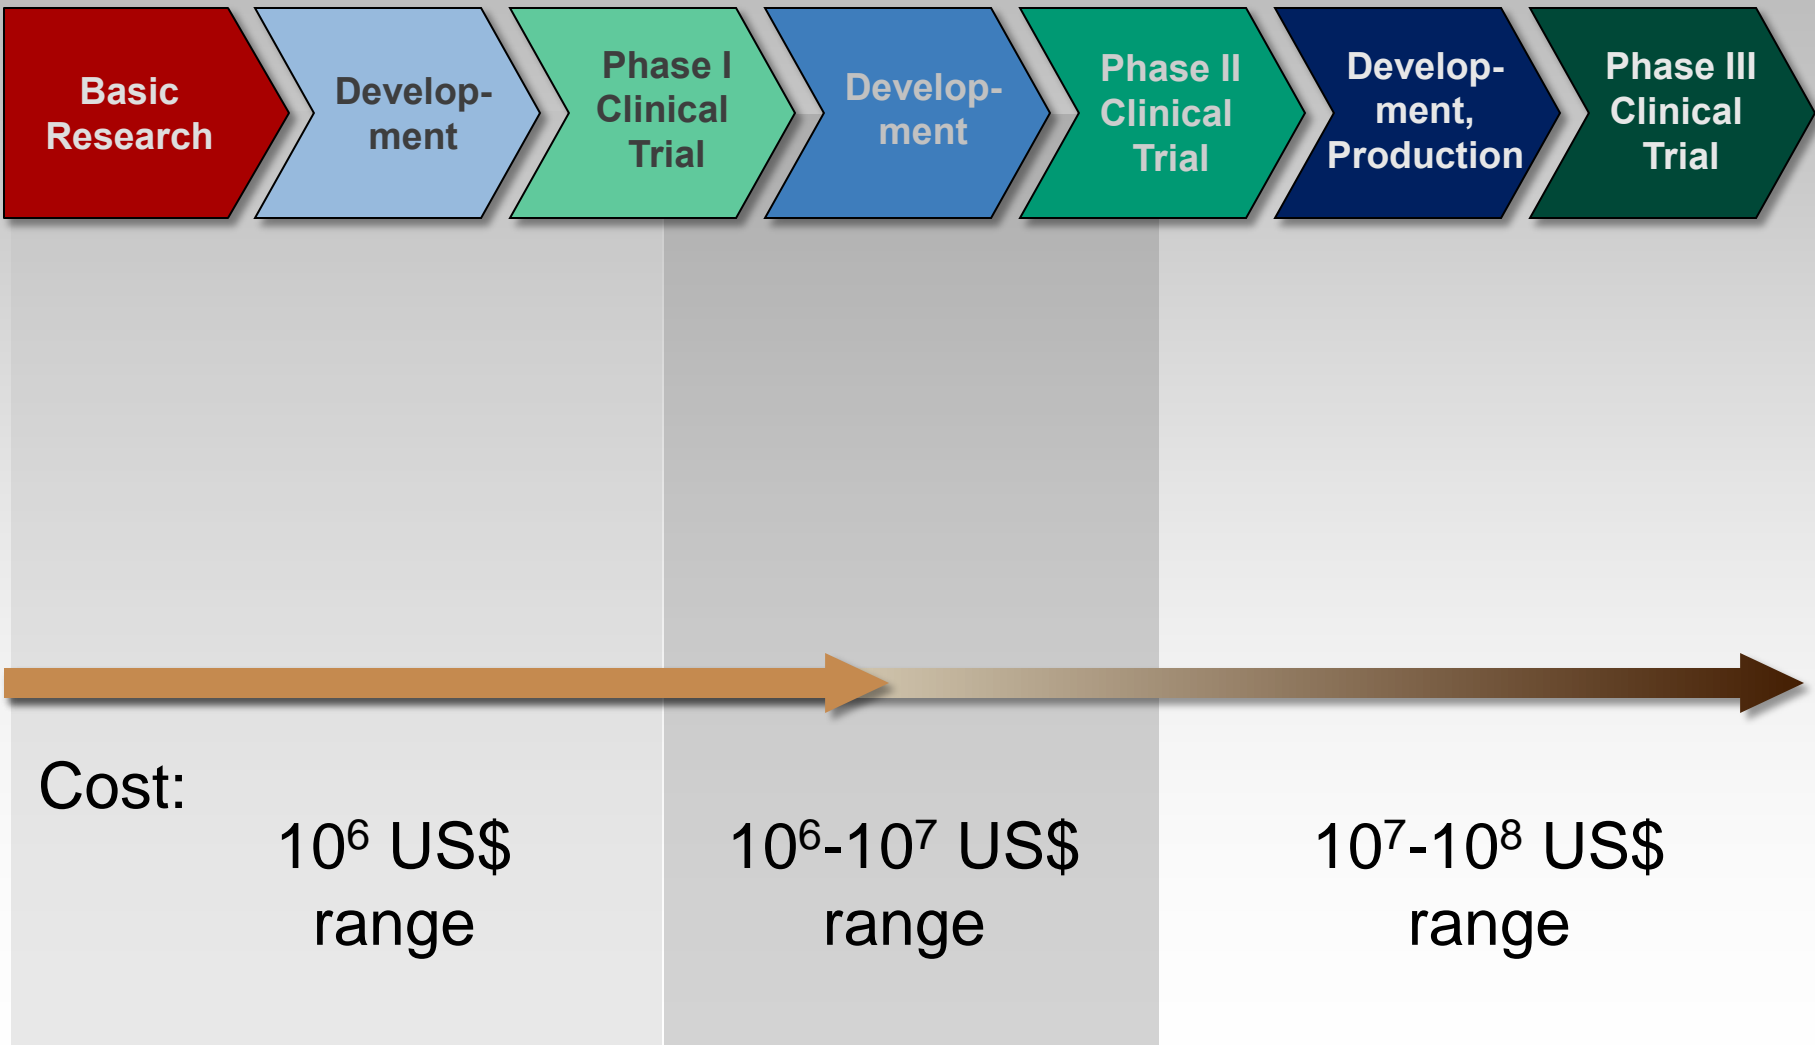 Basic
Research
Develop-
ment
Phase I
Clinical
Trial
Develop-
ment
Phase II
Clinical
Trial
Develop-
ment,
Production
Phase III
Clinical
Trial
Cost:
10⁶ US$
range
10⁶-10⁷ US$
range
10⁷-10⁸ US$
range